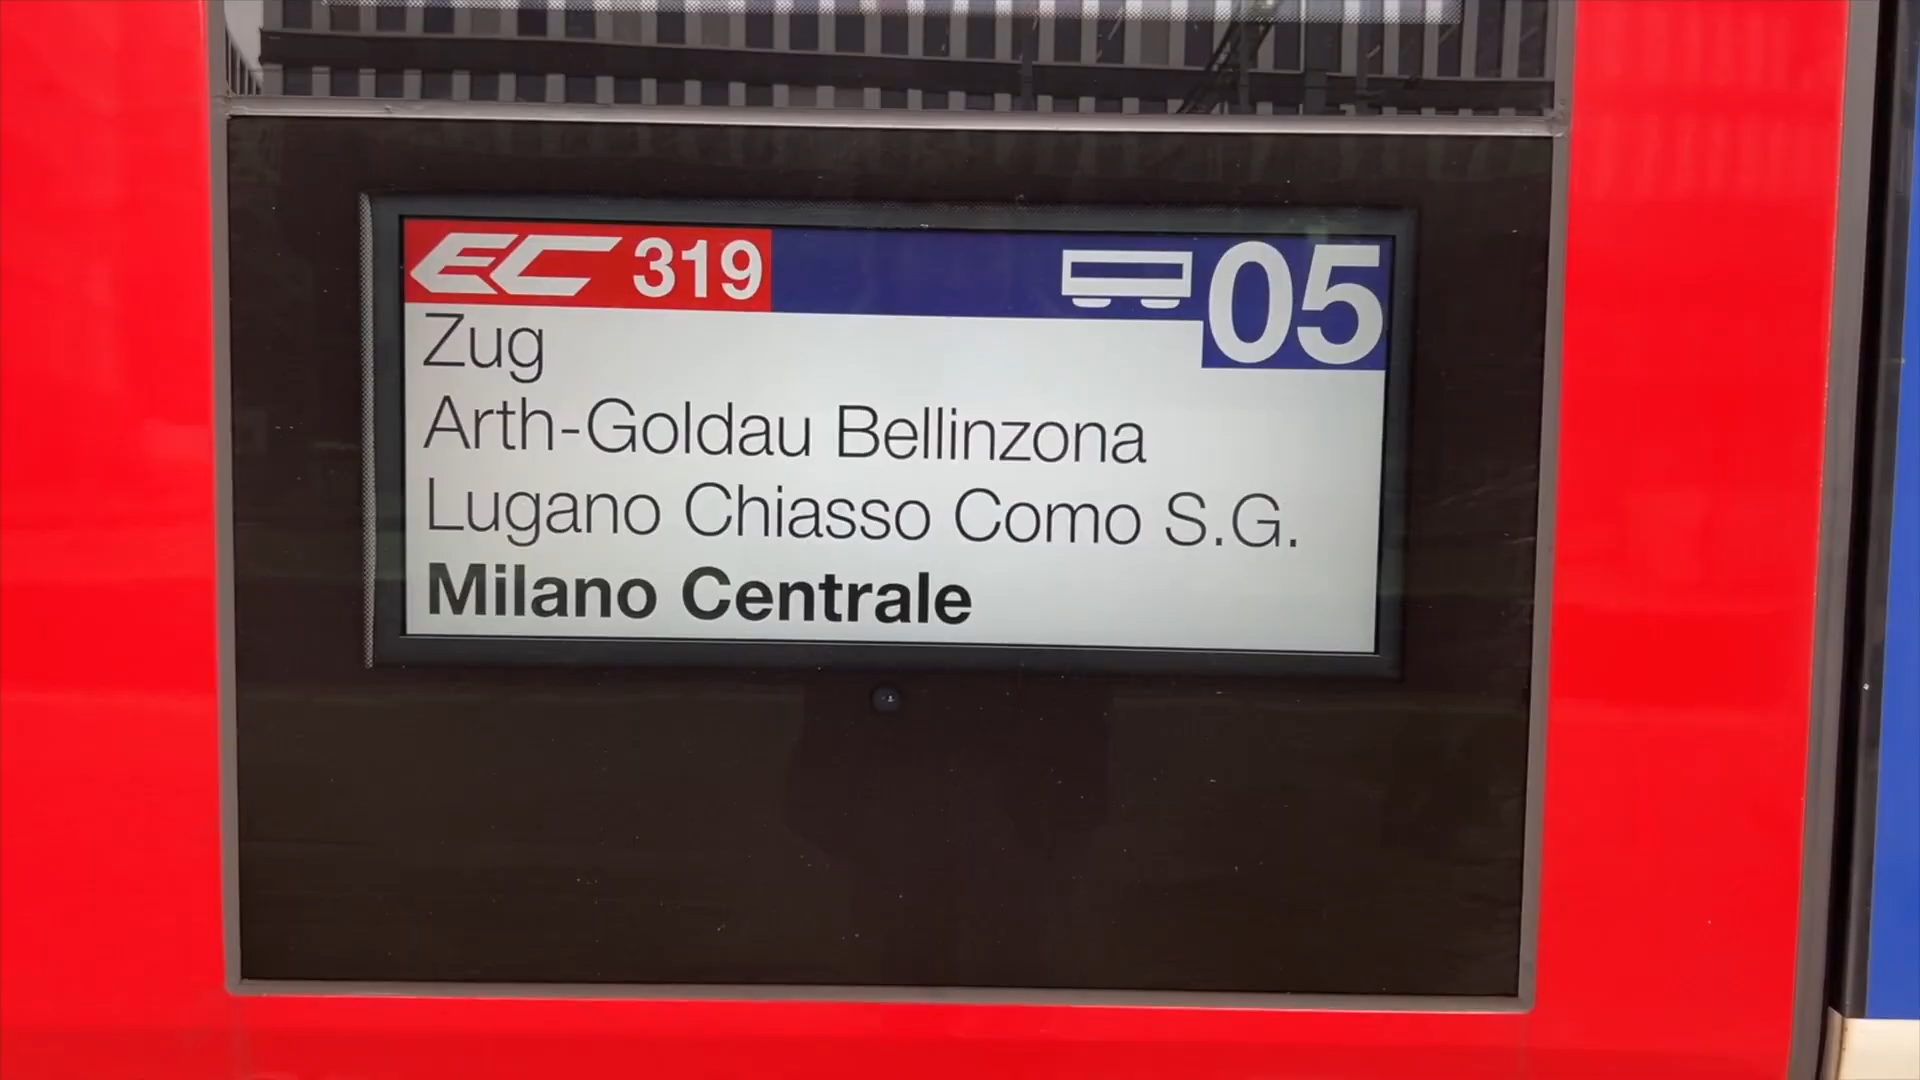 EC 319 05
Zug
Arth-Goldau Bellinzona
Lugano Chiasso Como S.G.
Milano Centrale